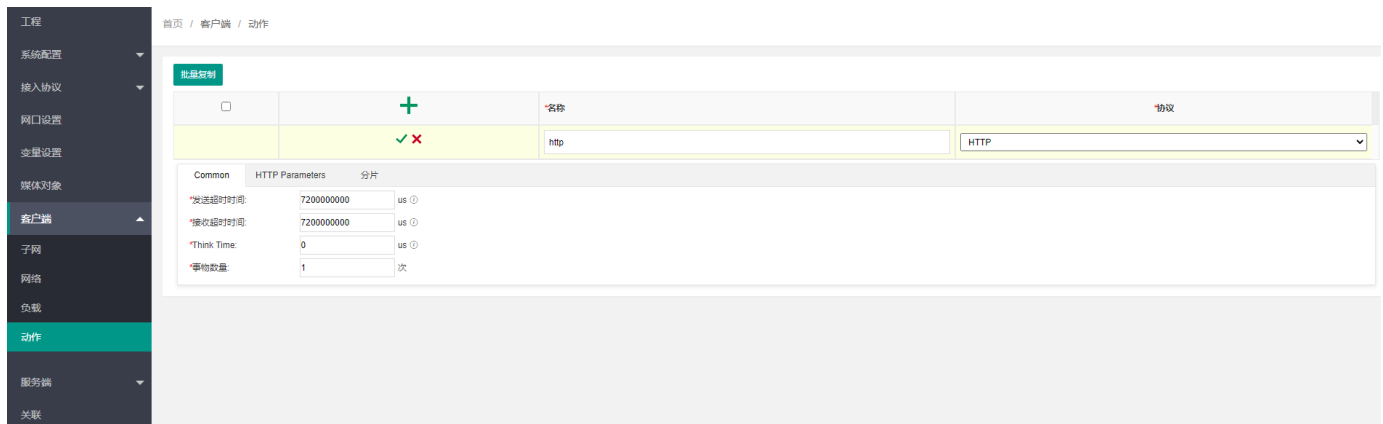 工程
首页 / 客户端 / 动作
系统配置
接入协议
网口设置
变量设置
媒体对象
客户端
子网
网络
负载
动作
服务端
关联
批量复制
*名称
*协议
http
HTTP
Common
HTTP Parameters
分片
*发送超时时间: 7200000000 us
*接收超时时间: 7200000000 us
*Think Time: 0 us
*事物数量: 1 次